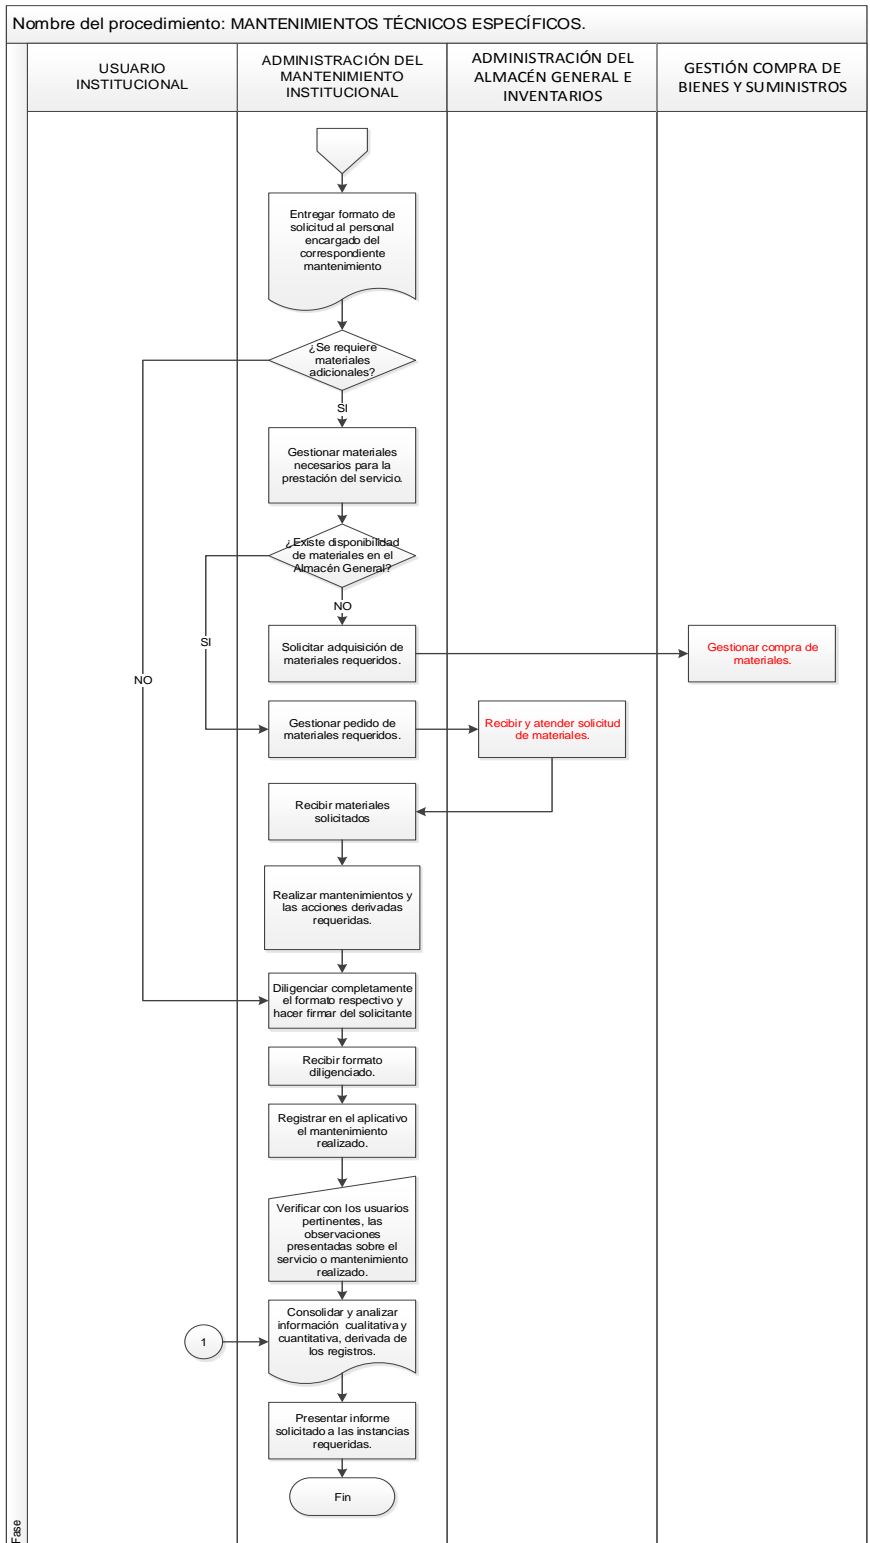 Nombre del procedimiento: MANTENIMIENTOS TÉCNICOS ESPECÍFICOS.
USUARIO
INSTITUCIONAL
ADMINISTRACIÓN DEL
MANTENIMIENTO
INSTITUCIONAL
ADMINISTRACIÓN DEL
ALMACÉN GENERAL E
INVENTARIOS
GESTIÓN COMPRA DE
BIENES Y SUMINISTROS
Entregar formato de
solicitud al personal
encargado del
correspondiente
mantenimiento
¿Se requiere
materiales
adicionales?
SI
Gestionar materiales
necesarios para la
prestación del servicio.
¿Existe disponibilidad
de materiales en el
Almacén General?
NO
SI
Solicitar adquisición de
materiales requeridos.
Gestionar compra de
materiales.
NO
Gestionar pedido de
materiales requeridos.
Recibir y atender solicitud
de materiales.
Recibir materiales
solicitados
Realizar mantenimientos y
las acciones derivadas
requeridas.
Diligenciar completamente
el formato respectivo y
hacer firmar del solicitante
Recibir formato
diligenciado.
Registrar en el aplicativo
el mantenimiento
realizado.
Verificar con los usuarios
pertinentes, las
observaciones
presentadas sobre el
servicio o mantenimiento
realizado.
1
Consolidar y analizar
información cualitativa y
cuantitativa, derivada de
los registros.
Presentar informe
solicitado a las instancias
requeridas.
Fin
Fase